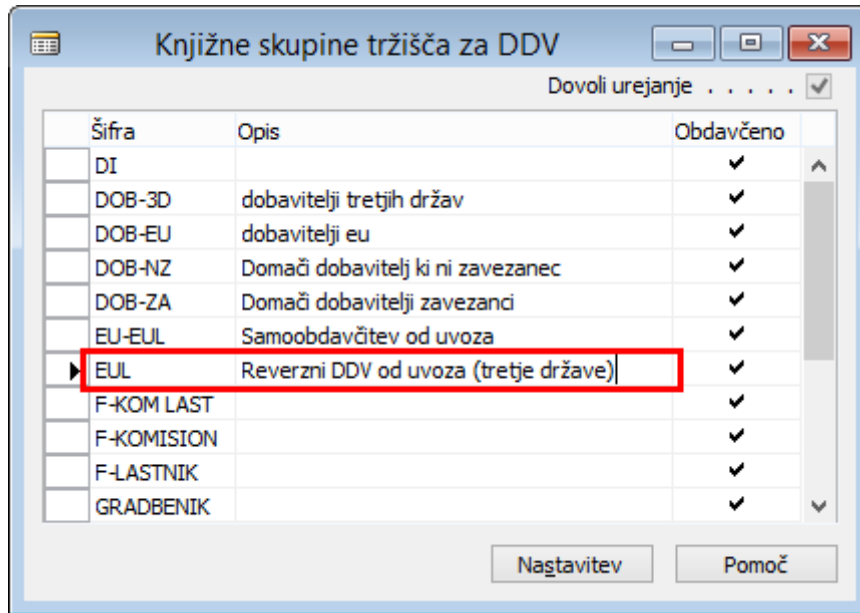 Knjižne skupine tržišča za DDV
Dovoli urejanje . . . . .
Šifra Opis Obdavčeno
DI
DOB-3D dobavitelji tretjih držav
DOB-EU dobavitelji eu
DOB-NZ Domači dobavitelj ki ni zavezanec
DOB-ZA Domači dobavitelji zavezanci
EU-EUL Samoobdavčitev od uvoza
EUL Reverzni DDV od uvoza (tretje države)
F-KOM LAST
F-KOMISION
F-LASTNIK
GRADBENIK
Nastavitev Pomoč